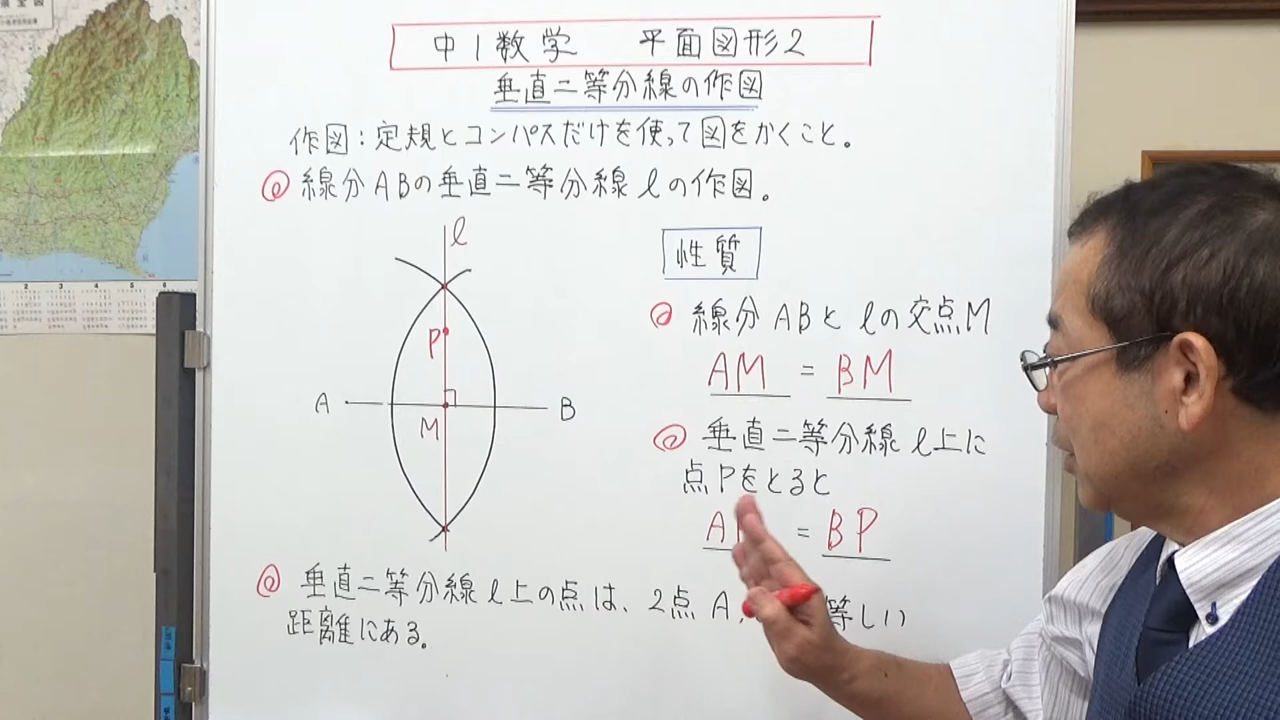 中1数学 平面図形2
垂直二等分線の作図
作図:定規とコンパスだけを使って図をかくこと。
線分ABの垂直二等分線ℓの作図。
ℓ
P
A
B
M
性質
線分ABとℓの交点M
AM = BM
垂直二等分線ℓ上に
点Pをとると
A = BP
垂直二等分線ℓ上の点は、2点A, 等しい
距離にある。